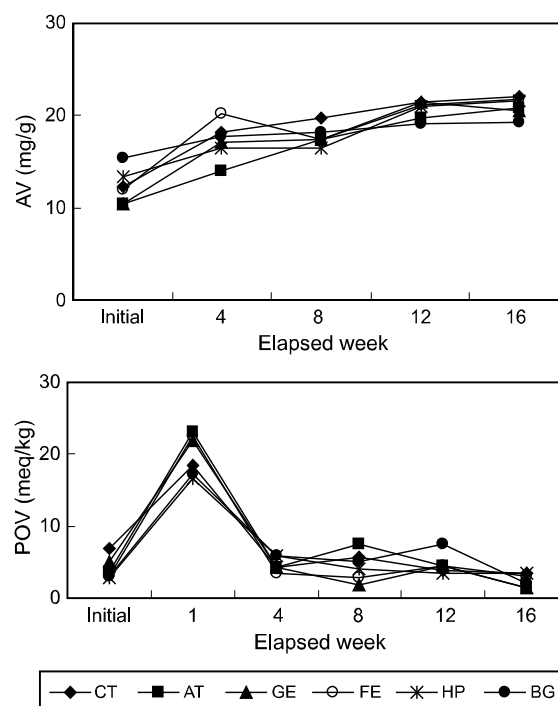 30
20
10
0
AV (mg/g)
Initial 4 8 12 16
Elapsed week
30
20
10
0
POV (meq/kg)
Initial 1 4 8 12 16
Elapsed week
CT AT GE FE HP BG